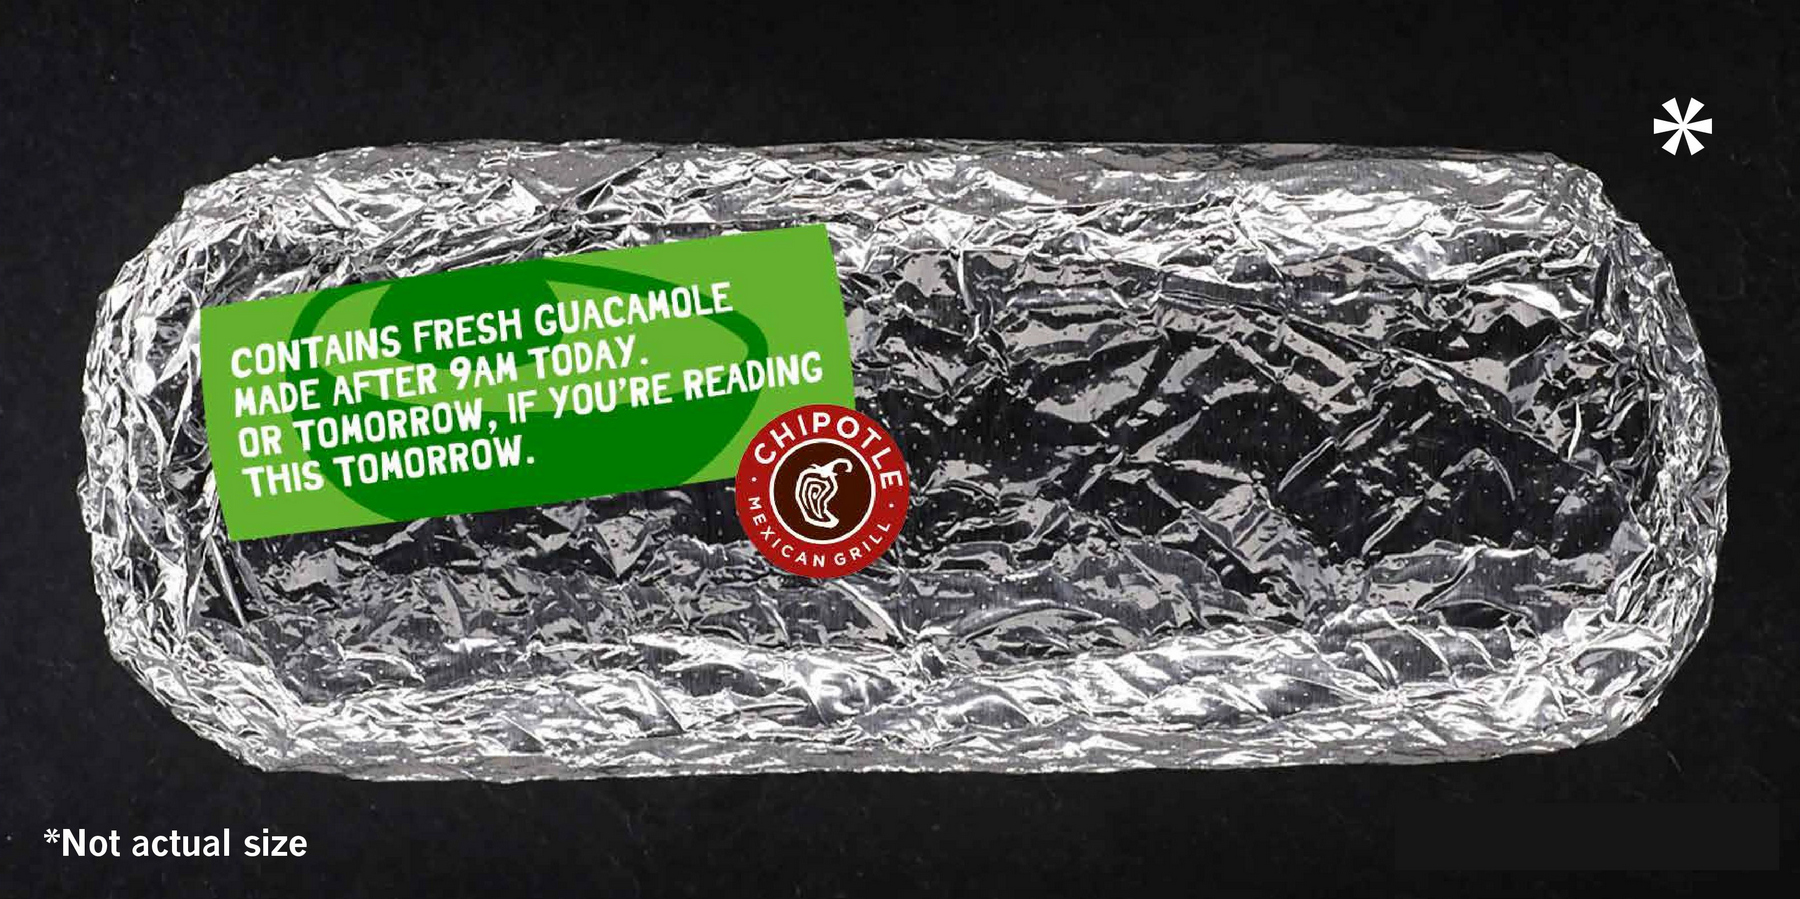 *
CONTAINS FRESH GUACAMOLE
MADE AFTER 9AM TODAY.
OR TOMORROW, IF YOU'RE READING
THIS TOMORROW.
CHIPOTLE
MEXICAN GRILL
*Not actual size